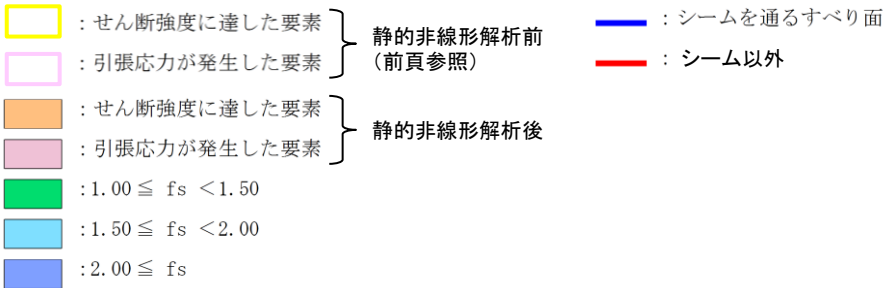 ：せん断強度に達した要素
：引張応力が発生した要素
静的非線形解析前
（前頁参照）
：せん断強度に達した要素
：引張応力が発生した要素
静的非線形解析後
：1.00≦ fs ＜1.50
：1.50≦ fs ＜2.00
：2.00≦ fs
：シームを通るすべり面
：シーム以外